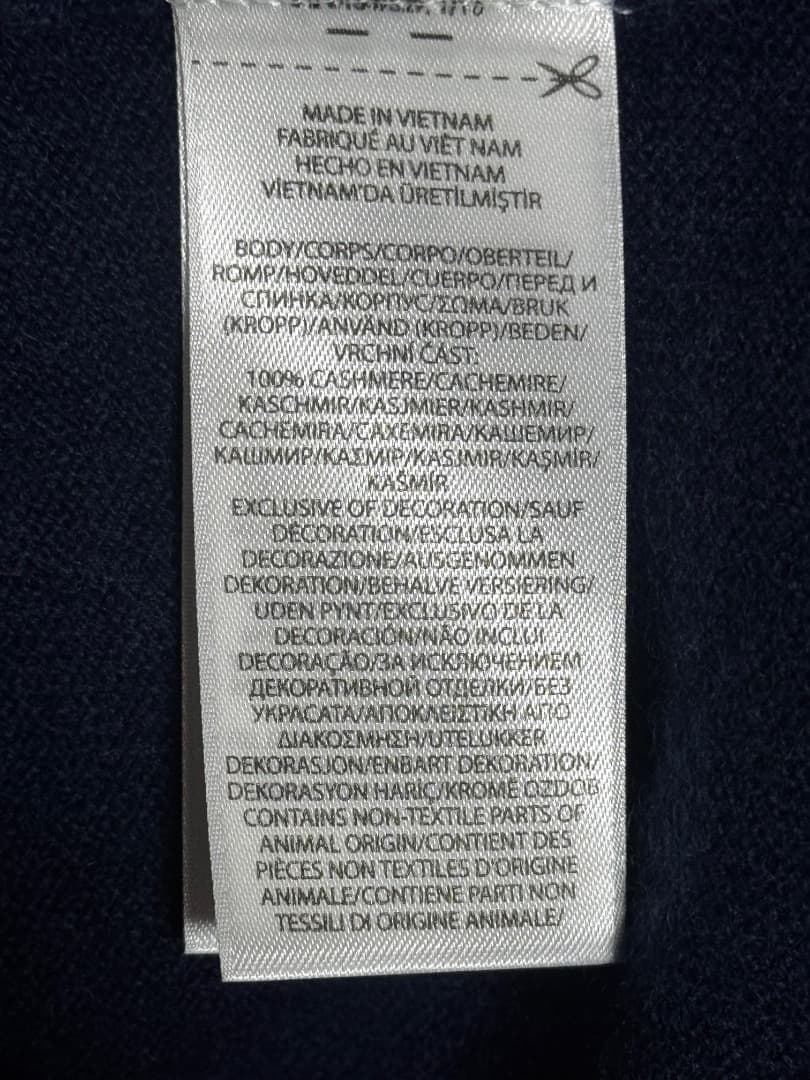 MADE IN VIETNAM
FABRIQUÉ AU VIÊT NAM
HECHO EN VIETNAM
VİETNAM'DA ÜRETİLMİŞTİR
BODY/CORPS/CORPO/OBERTEIL/
ROMP/HOVEDDEL/CUERPO/ПЕРЕД И
СПИНКА/КОРПУС/ΣΩΜΑ/BRUK
(KROPP)/ANVÄND (KROPP)/BEDEN/
VRCHNÍ ČÁST:
100% CASHMERE/CACHEMIRE/
KASCHMIR/KASJMIER/KASHMIR/
CACHEMIRA/CAXEMIRA/КАШЕМИР/
КАШМИР/ΚΑΣΜΙΡ/KASJMIR/KAŞMİR/
KAŠMÍR
EXCLUSIVE OF DECORATION/SAUF
DÉCORATION/ESCLUSA LA
DECORAZIONE/AUSGENOMMEN
DEKORATION/BEHALVE VERSIERING/
UDEN PYNT/EXCLUSIVO DE LA
DECORACIÓN/NÃO INCLUI
DECORAÇÃO/ЗА ИСКЛЮЧЕНИЕМ
ДЕКОРАТИВНОЙ ОТДЕЛКИ/БЕЗ
УКРАСАТА/ΑΠΟΚΛΕΙΣΤΙΚΗ ΑΠΟ
ΔΙΑΚΟΣΜΗΣΗ/UTELUKKER
DEKORASJON/ENBART DEKORATION/
DEKORASYON HARİÇ/KROMĚ OZDOB
CONTAINS NON-TEXTILE PARTS OF
ANIMAL ORIGIN/CONTIENT DES
PIÈCES NON TEXTILES D'ORIGINE
ANIMALE/CONTIENE PARTI NON
TESSILI DI ORIGINE ANIMALE/